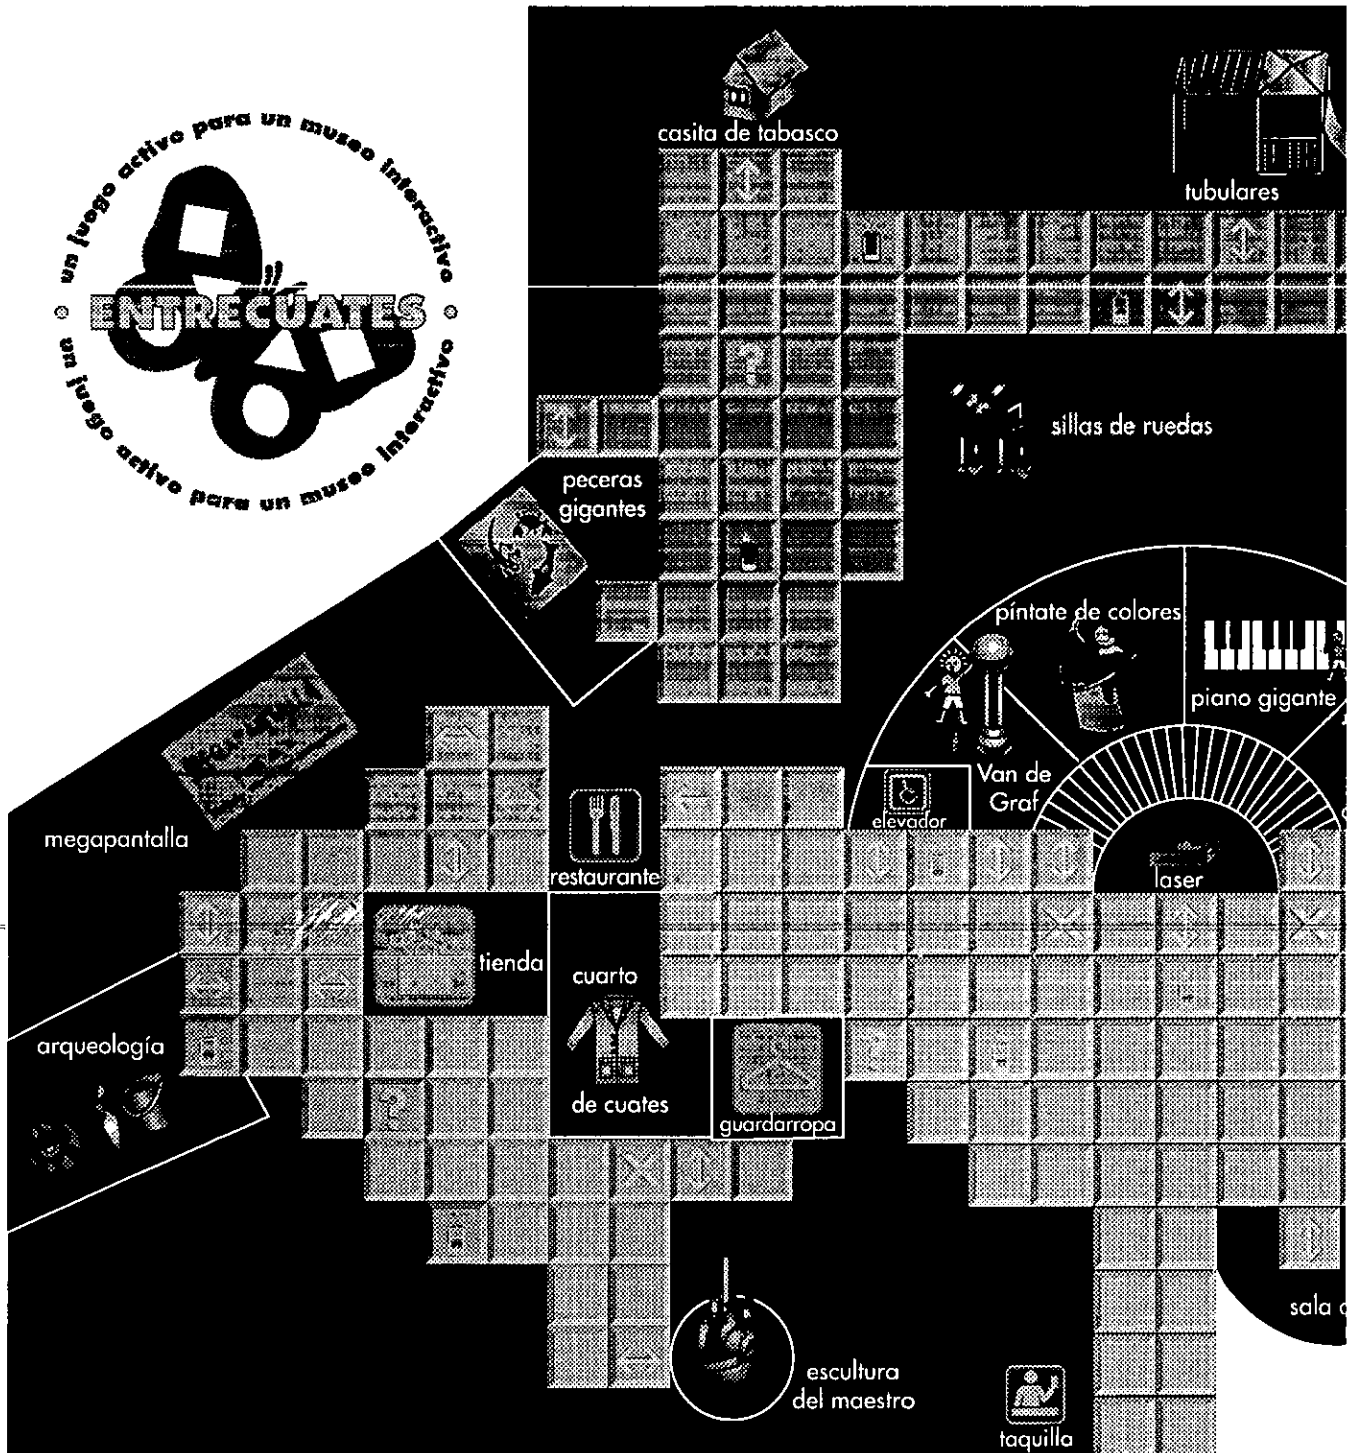 un juego activo para un museo interactivo
ENTRECUATES
un juego activo para un museo interactivo
casita de tabasco
tubulares
sillas de ruedas
peceras
gigantes
píntate de colores
piano gigante
Van de
Graf
elevador
laser
megapantalla
restaurante
tienda
cuarto
de cuates
guardarropa
arqueología
escultura
del maestro
sala
taquilla